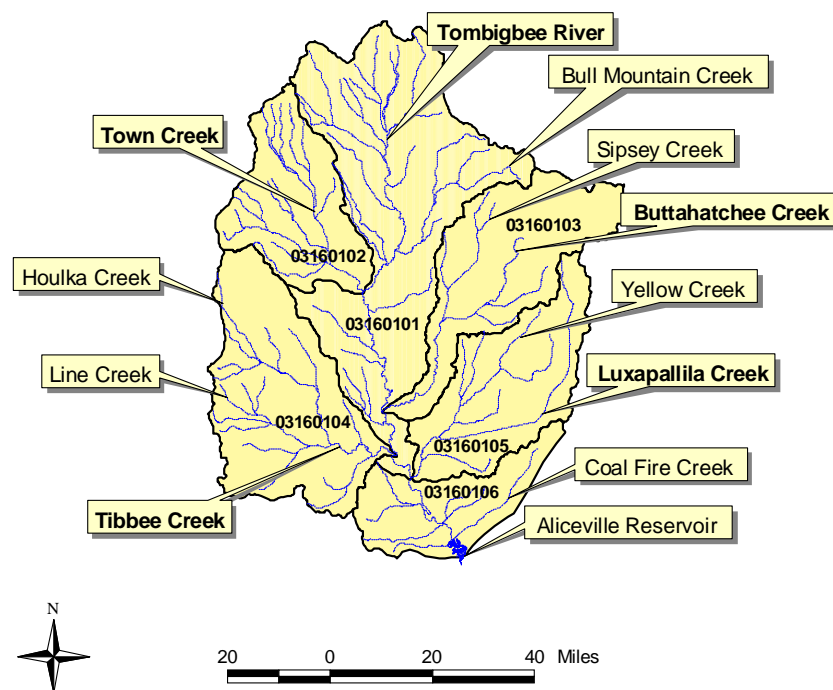 Tombigbee River
Bull Mountain Creek
Town Creek
Sipsey Creek
Buttahatchee Creek
03160103
03160102
Houlka Creek
Yellow Creek
03160101
Line Creek
Luxapallila Creek
03160104
03160105
Coal Fire Creek
03160106
Tibbee Creek
Aliceville Reservoir
N
20 0 20 40 Miles